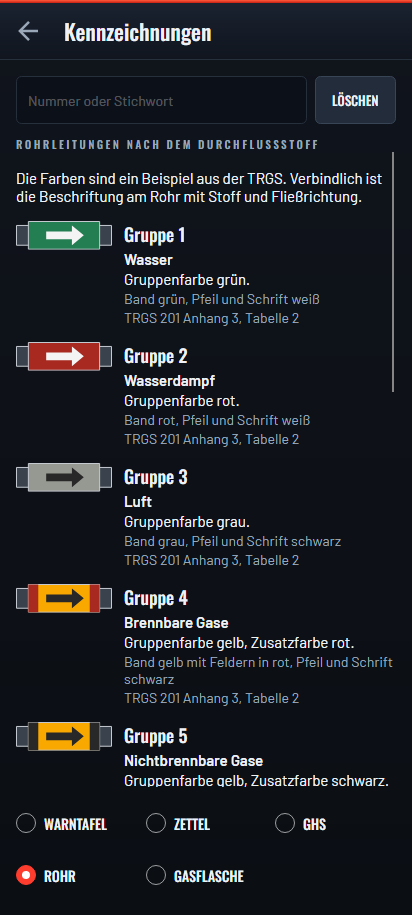 Kennzeichnungen
Nummer oder Stichwort
LÖSCHEN
ROHRLEITUNGEN NACH DEM DURCHFLUSSSTOFF
Die Farben sind ein Beispiel aus der TRGS. Verbindlich ist
die Beschriftung am Rohr mit Stoff und Fließrichtung.
Gruppe 1
Wasser
Gruppenfarbe grün.
Band grün, Pfeil und Schrift weiß
TRGS 201 Anhang 3, Tabelle 2
Gruppe 2
Wasserdampf
Gruppenfarbe rot.
Band rot, Pfeil und Schrift weiß
TRGS 201 Anhang 3, Tabelle 2
Gruppe 3
Luft
Gruppenfarbe grau.
Band grau, Pfeil und Schrift schwarz
TRGS 201 Anhang 3, Tabelle 2
Gruppe 4
Brennbare Gase
Gruppenfarbe gelb, Zusatzfarbe rot.
Band gelb mit Feldern in rot, Pfeil und Schrift
schwarz
TRGS 201 Anhang 3, Tabelle 2
Gruppe 5
Nichtbrennbare Gase
Gruppenfarbe gelb, Zusatzfarbe schwarz.
WARNTAFEL
ZETTEL
GHS
ROHR
GASFLASCHE